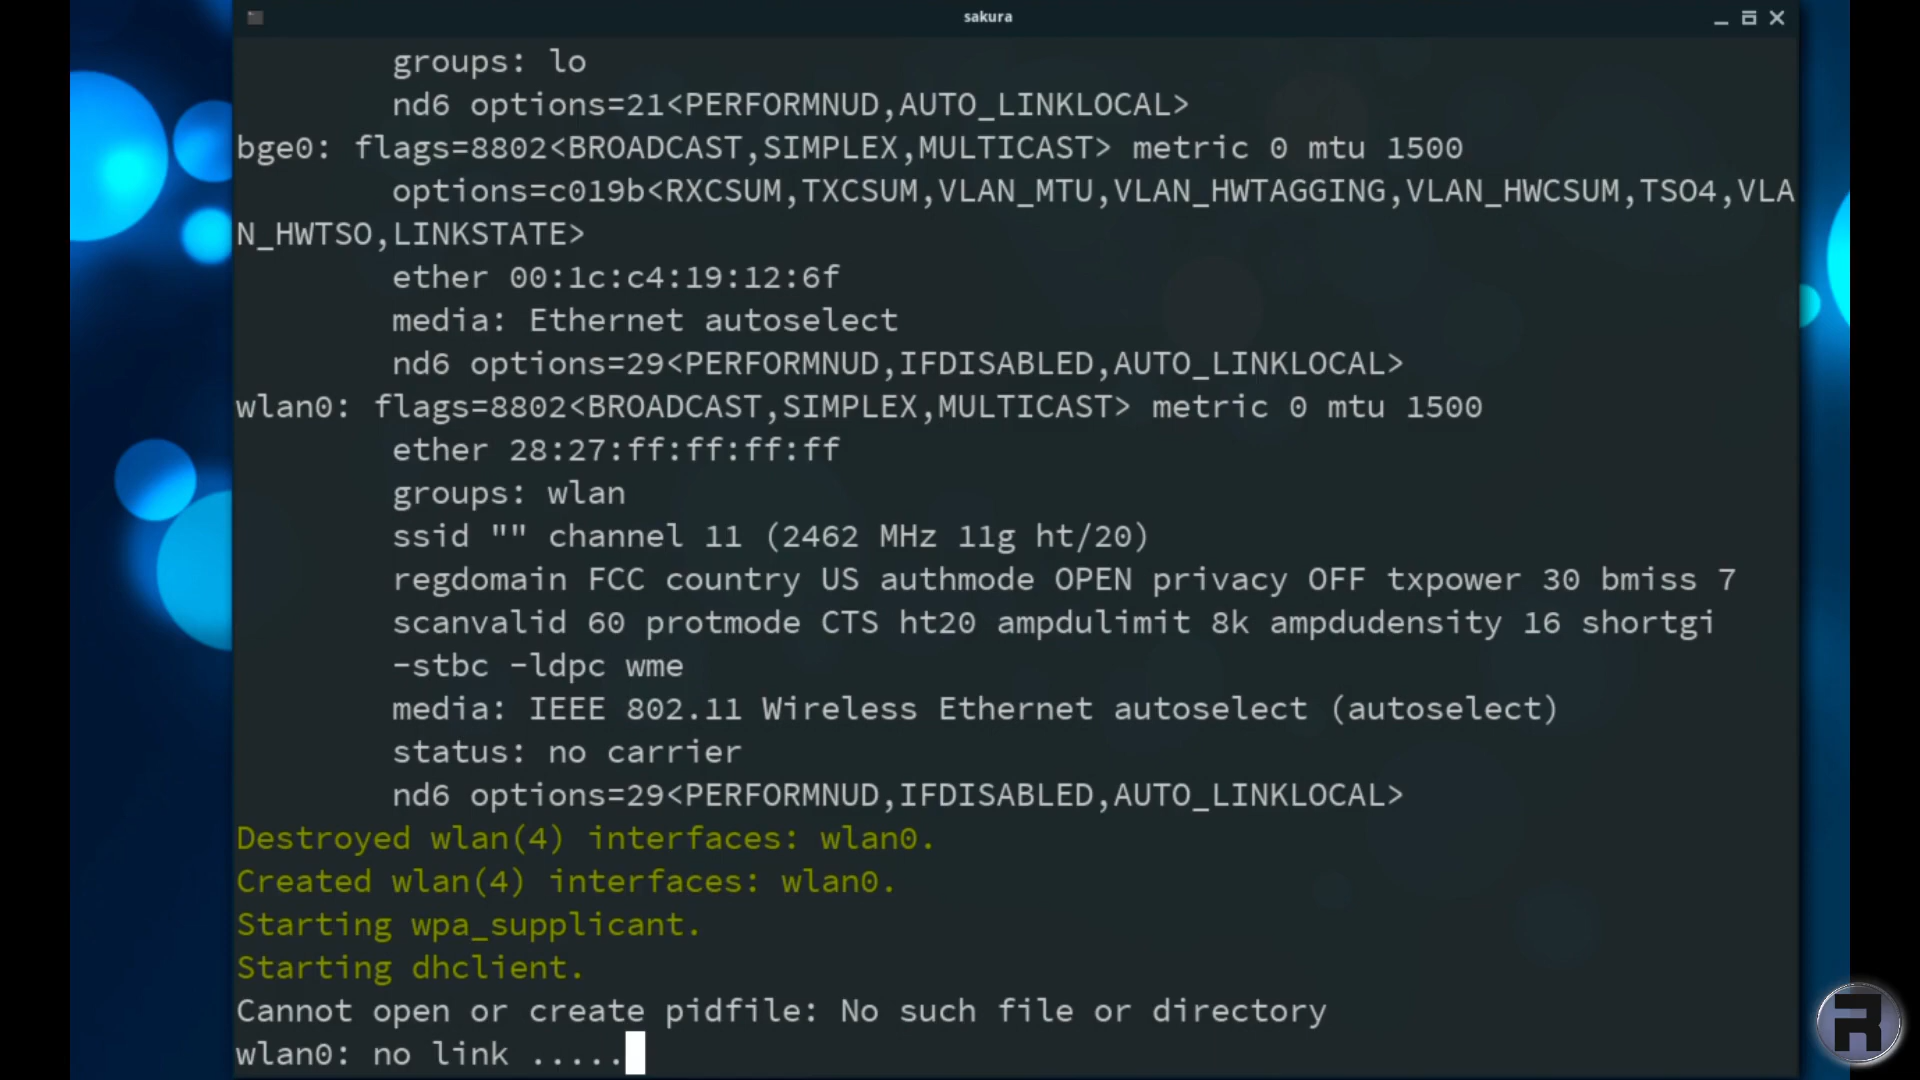 sakura
groups: lo
nd6 options=21<PERFORMNUD,AUTO_LINKLOCAL>
bge0: flags=8802<BROADCAST,SIMPLEX,MULTICAST> metric 0 mtu 1500
options=c019b<RXCSUM,TXCSUM,VLAN_MTU,VLAN_HWTAGGING,VLAN_HWCSUM,TSO4,VLA
N_HWTSO,LINKSTATE>
ether 00:1c:c4:19:12:6f
media: Ethernet autoselect
nd6 options=29<PERFORMNUD,IFDISABLED,AUTO_LINKLOCAL>
wlan0: flags=8802<BROADCAST,SIMPLEX,MULTICAST> metric 0 mtu 1500
ether 28:27:ff:ff:ff:ff
groups: wlan
ssid "" channel 11 (2462 MHz 11g ht/20)
regdomain FCC country US authmode OPEN privacy OFF txpower 30 bmiss 7
scanvalid 60 protmode CTS ht20 ampdulimit 8k ampdudensity 16 shortgi
-stbc -ldpc wme
media: IEEE 802.11 Wireless Ethernet autoselect (autoselect)
status: no carrier
nd6 options=29<PERFORMNUD,IFDISABLED,AUTO_LINKLOCAL>
Destroyed wlan(4) interfaces: wlan0.
Created wlan(4) interfaces: wlan0.
Starting wpa_supplicant.
Starting dhclient.
Cannot open or create pidfile: No such file or directory
wlan0: no link .....